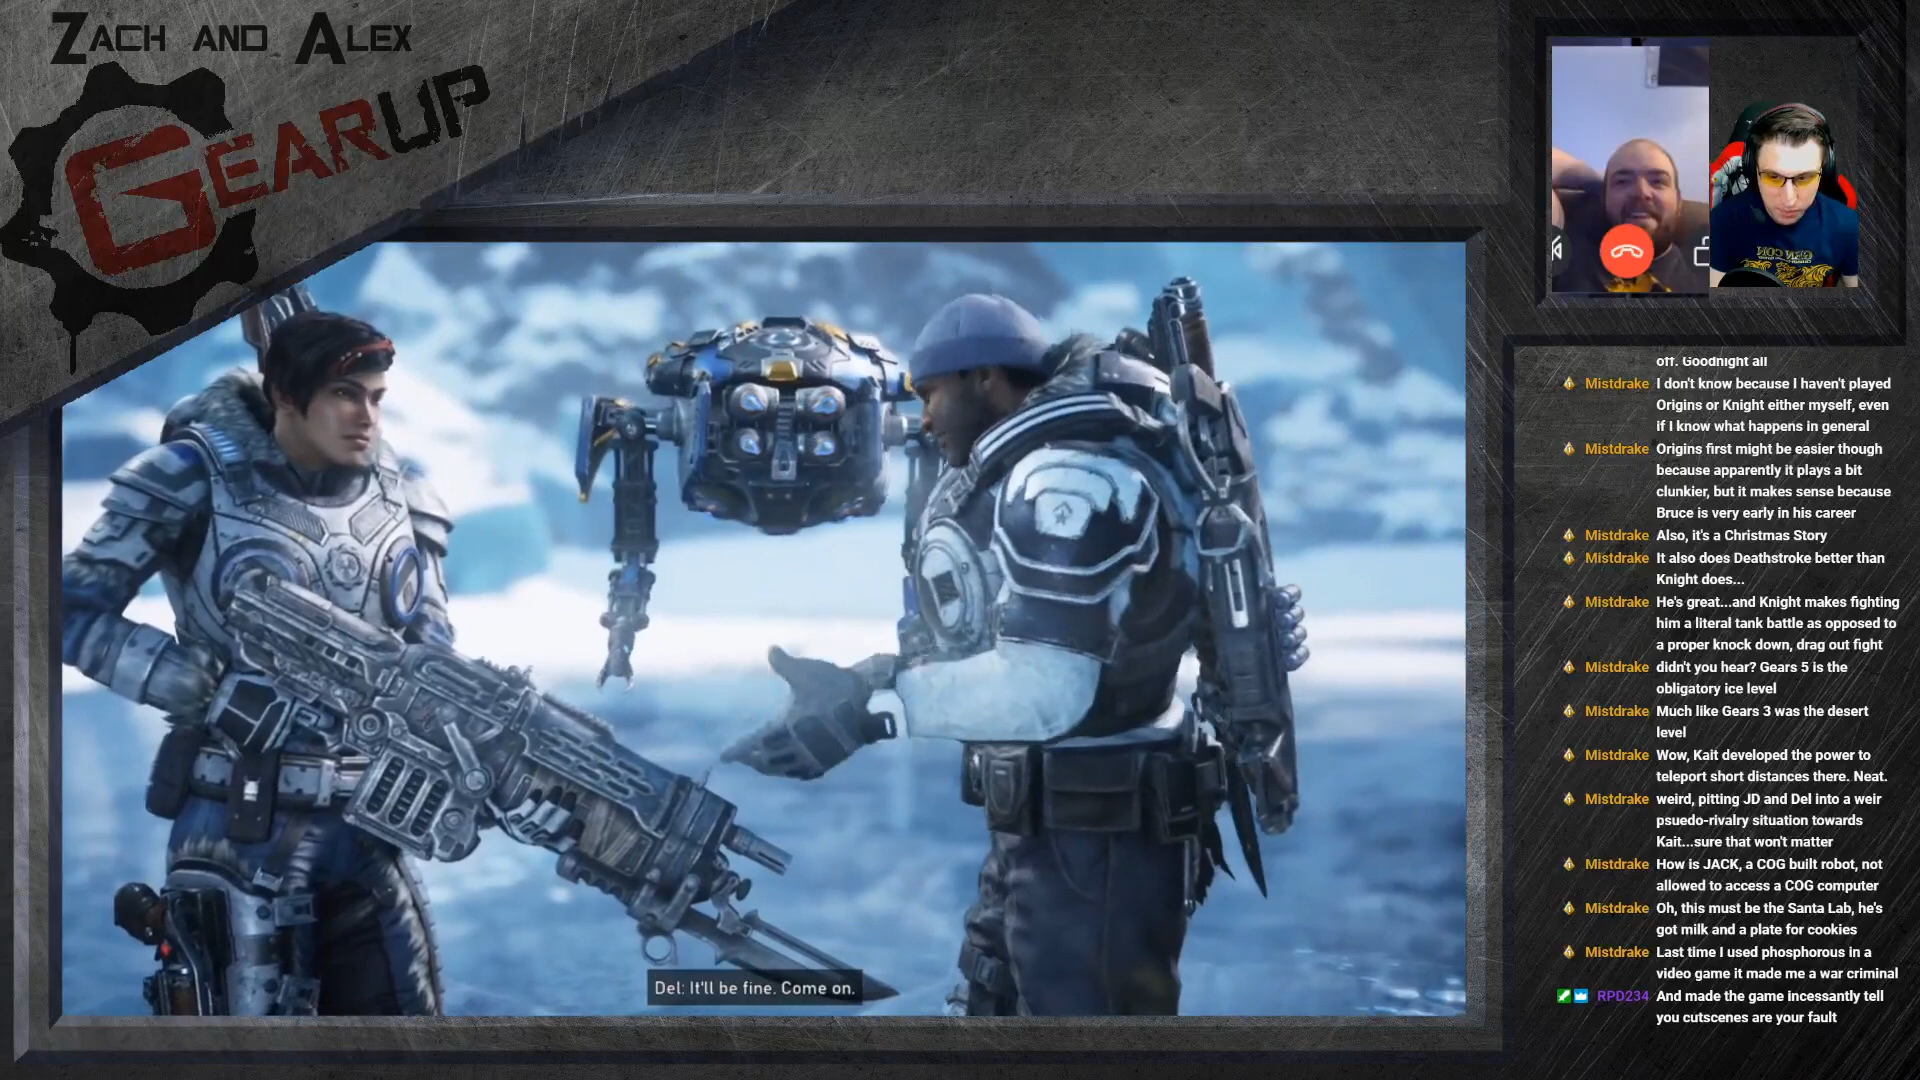 Zach and Alex
GearUp
off. Goodnight all
Mistdrake I don't know because I haven't played
Origins or Knight either myself, even
if I know what happens in general
Mistdrake Origins first might be easier though
because apparently it plays a bit
clunkier, but it makes sense because
Bruce is very early in his career
Mistdrake Also, it's a Christmas Story
Mistdrake It also does Deathstroke better than
Knight does...
Mistdrake He's great...and Knight makes fighting
him a literal tank battle as opposed to
a proper knock down, drag out fight
Mistdrake didn't you hear? Gears 5 is the
obligatory ice level
Mistdrake Much like Gears 3 was the desert
level
Mistdrake Wow, Kait developed the power to
teleport short distances there. Neat.
Mistdrake weird, pitting JD and Del into a weir
psuedo-rivalry situation towards
Kait...sure that won't matter
Mistdrake How is JACK, a COG built robot, not
allowed to access a COG computer
Mistdrake Oh, this must be the Santa Lab, he's
got milk and a plate for cookies
Mistdrake Last time I used phosphorous in a
video game it made me a war criminal
RPD234 And made the game incessantly tell
you cutscenes are your fault
Del: It'll be fine. Come on.